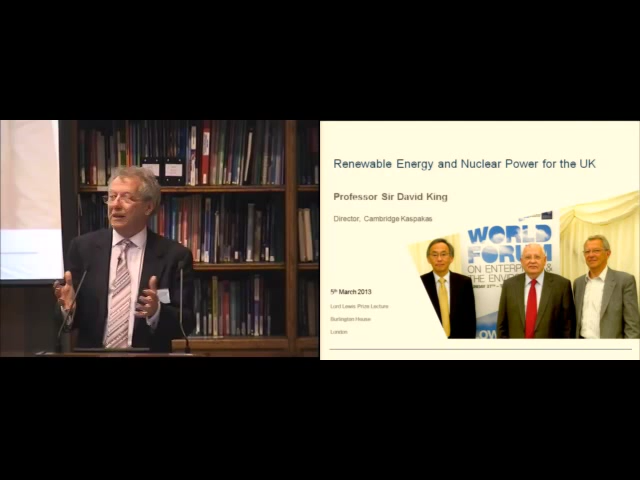 Renewable Energy and Nuclear Power for the UK
Professor Sir David King
Director, Cambridge Kaspakas
WORLD
FORUM
ON ENTERPRISE &
THE ENVIRONMENT
5th March 2013
Lord Lewis Prize Lecture
Burlington House
London